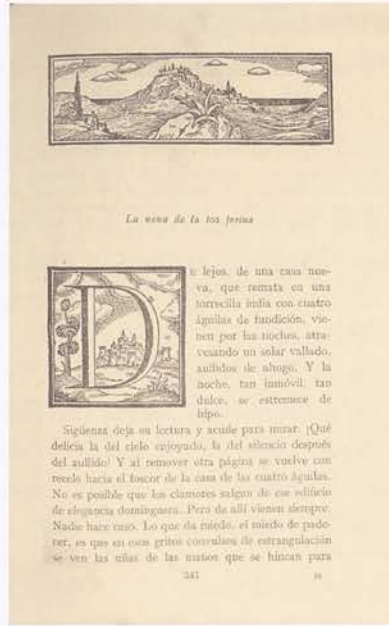 La nena de la tos ferina
De lejos, de una casa nue-
va, que remata en una
torrecilla india con cuatro
águilas de fundición, vie-
nen por las noches, atra-
vesando un solar vallado,
aullidos de ahogo. Y la
noche, tan inmóvil, tan
dulce, se estremece de
hipo.
Sigüenza deja su lectura y acude para mirar. ¡Qué
delicia la del cielo enjoyado, la del silencio después
del aullido! Y al remover otra página se vuelve con
recelo hacia el foscor de la casa de las cuatro águilas.
No es posible que los clamores salgan de ese edificio
de elegancia dominguera. Pero de allí vienen siempre.
Nadie hace caso. Lo que da miedo, el miedo de pade-
cer, es que en esos gritos convulsos de estrangulación
se ven las uñas de las manos que se hincan para
241
16